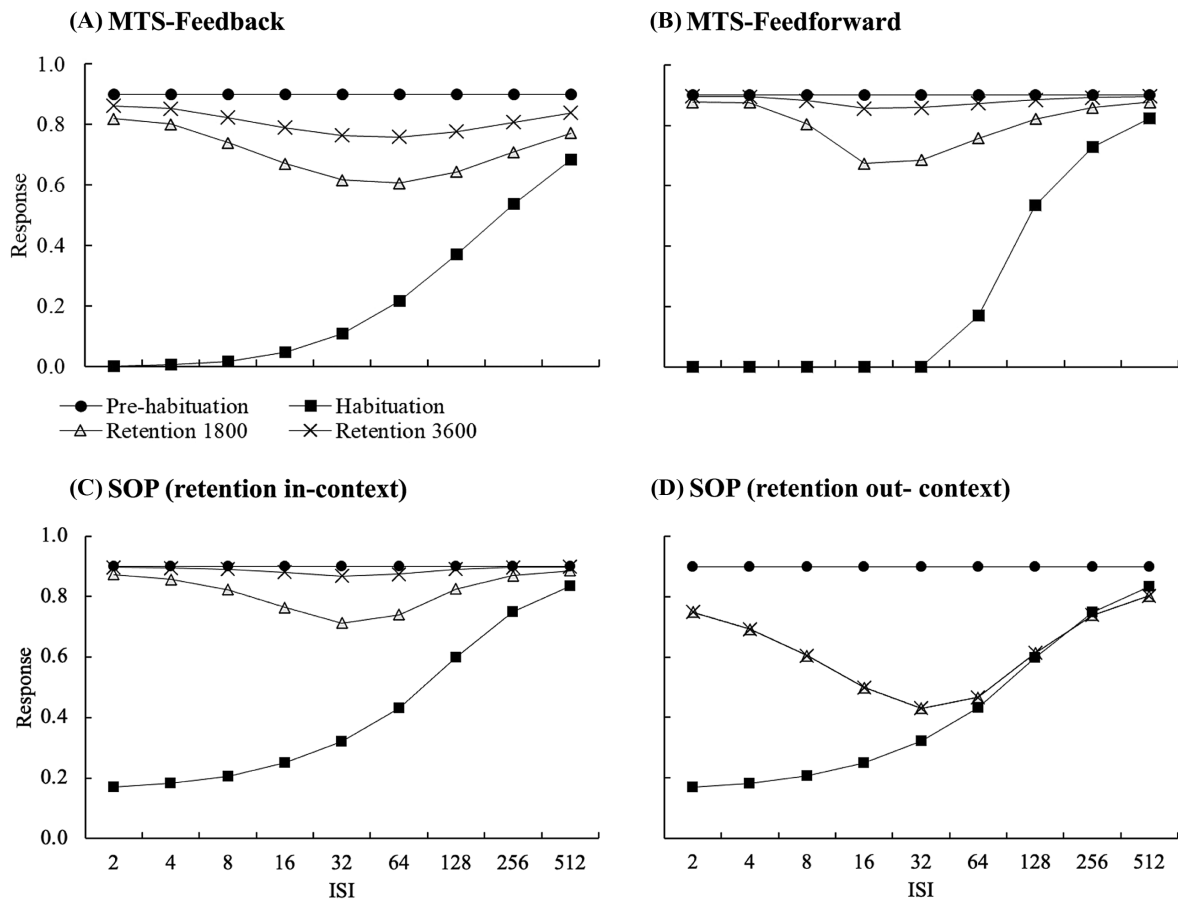 (A) MTS-Feedback
(B) MTS-Feedforward
1.0
0.8
0.6
0.4
0.2
0.0
Response
Pre-habituation
Habituation
Retention 1800
Retention 3600
(C) SOP (retention in-context)
(D) SOP (retention out- context)
1.0
0.8
0.6
0.4
0.2
0.0
Response
2 4 8 16 32 64 128 256 512
ISI
2 4 8 16 32 64 128 256 512
ISI